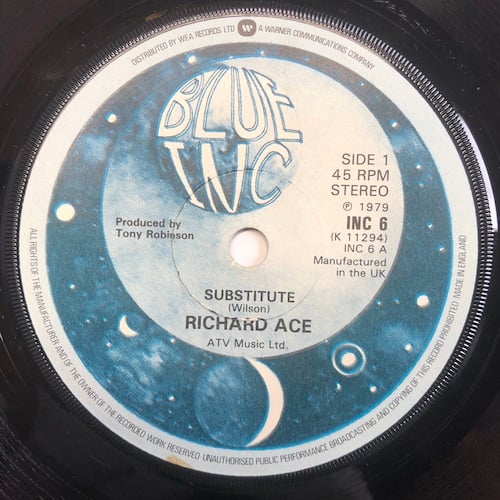 DISTRIBUTED BY WEA RECORDS LTD W A WARNER COMMUNICATIONS COMPANY.
BLUE
INC
SIDE 1
45 RPM
STEREO
℗ 1979
INC 6
(K 11294)
INC 6 A
Manufactured
in the UK
Produced by
Tony Robinson
SUBSTITUTE
(Wilson)
RICHARD ACE
ATV Music Ltd.
ALL RIGHTS OF THE MANUFACTURER AND OF THE OWNER OF THE RECORDED WORK RESERVED·UNAUTHORISED PUBLIC PERFORMANCE BROADCASTING AND COPYING OF THIS RECORD PROHIBITED. MADE IN ENGLAND